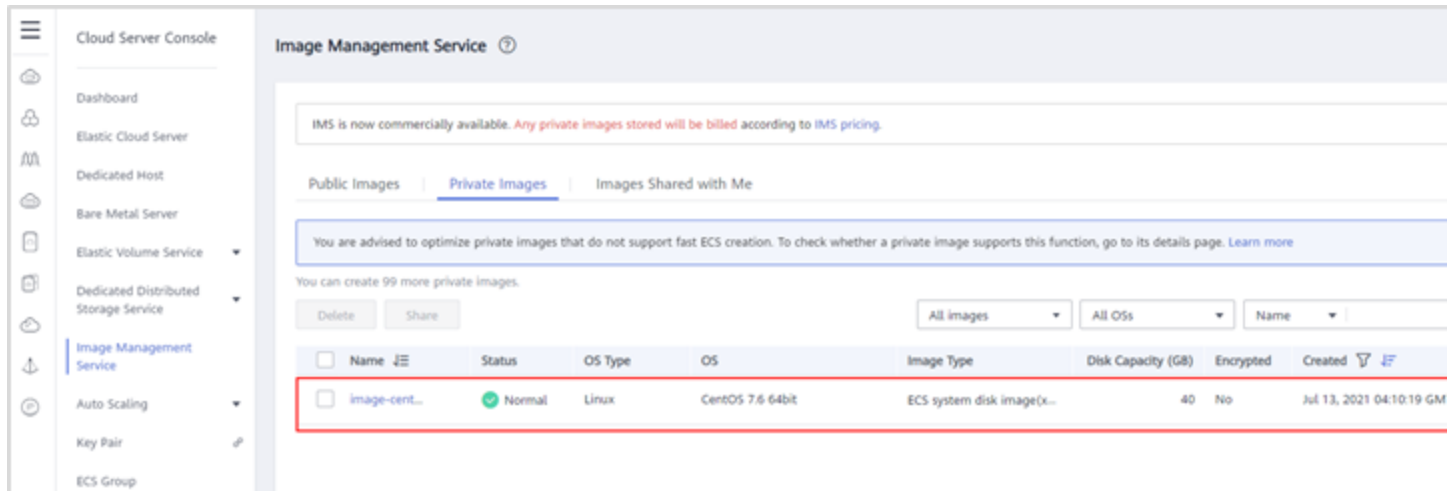 Cloud Server Console
Dashboard
Elastic Cloud Server
Dedicated Host
Bare Metal Server
Elastic Volume Service
Dedicated Distributed
Storage Service
Image Management
Service
Auto Scaling
Key Pair
ECS Group
Image Management Service
IMS is now commercially available. Any private images stored will be billed according to IMS pricing.
Public Images Private Images Images Shared with Me
You are advised to optimize private images that do not support fast ECS creation. To check whether a private image supports this function, go to its details page. Learn more
You can create 99 more private images.
Delete Share All images All OSs Name
Name Status OS Type OS Image Type Disk Capacity (GB) Encrypted Created
image-cent... Normal Linux CentOS 7.6 64bit ECS system disk image(x... 40 No Jul 13, 2021 04:10:19 GM